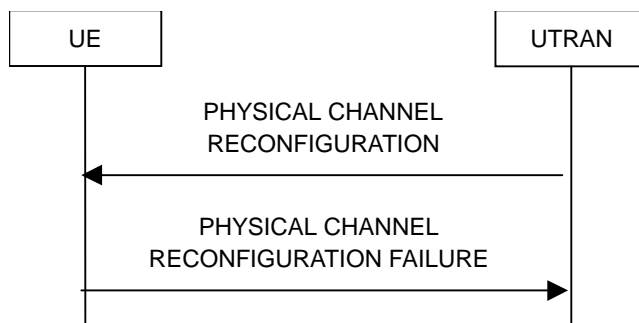 UE
UTRAN
PHYSICAL CHANNEL
RECONFIGURATION
PHYSICAL CHANNEL
RECONFIGURATION FAILURE